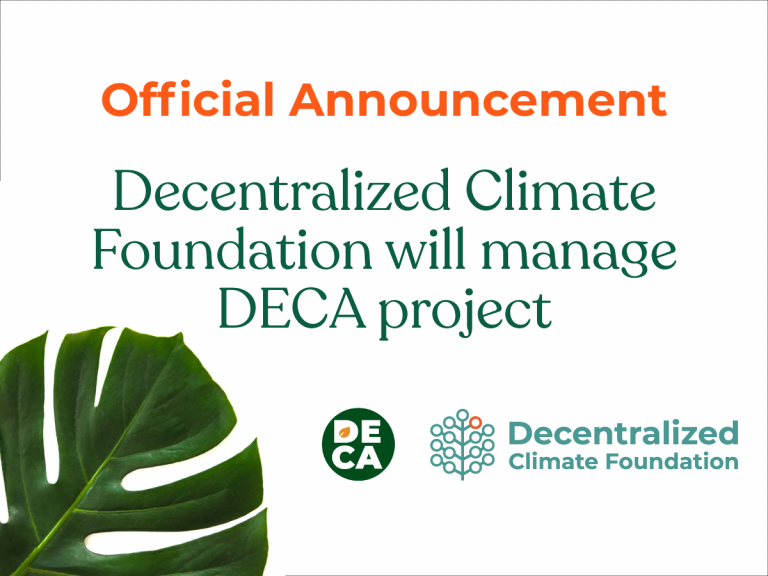 Official Announcement
Decentralized Climate
Foundation will manage
DECA project
DE
CA
Decentralized
Climate Foundation